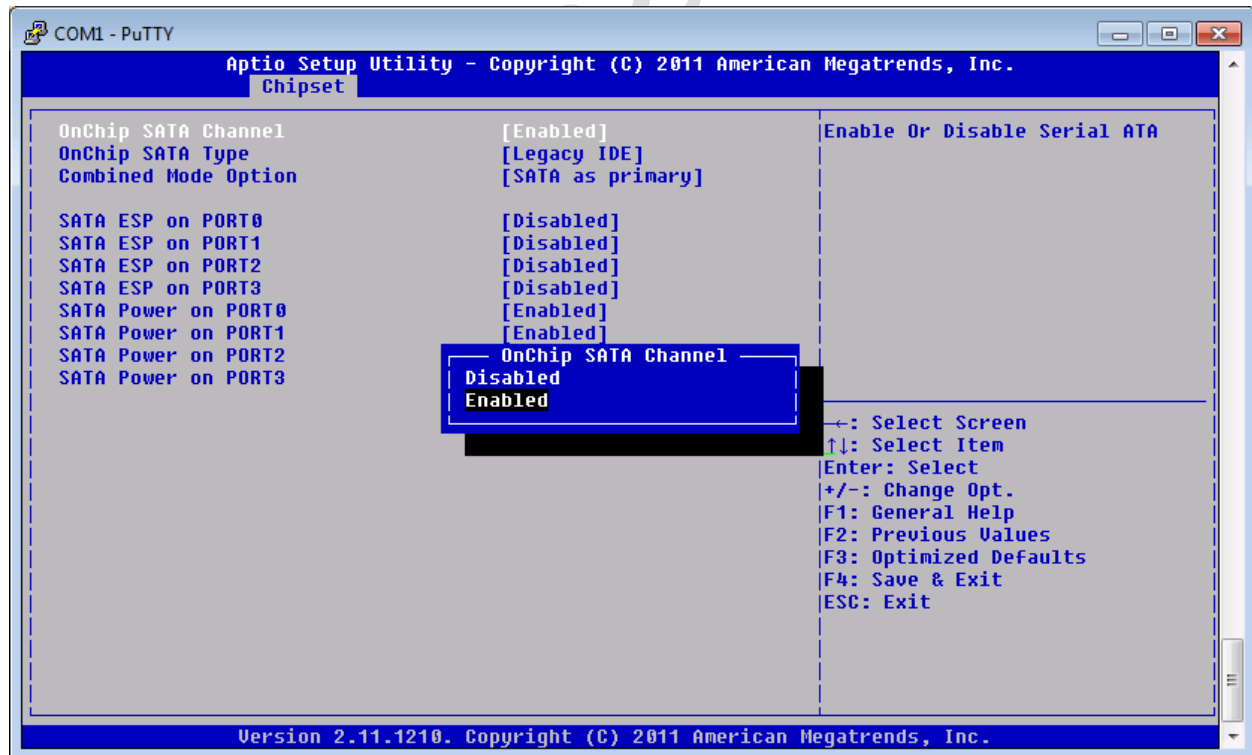 COM1 - PuTTY
Aptio Setup Utility - Copyright (C) 2011 American Megatrends, Inc.
Chipset
OnChip SATA Channel [Enabled]
OnChip SATA Type [Legacy IDE]
Combined Mode Option [SATA as primary]
SATA ESP on PORT0 [Disabled]
SATA ESP on PORT1 [Disabled]
SATA ESP on PORT2 [Disabled]
SATA ESP on PORT3 [Disabled]
SATA Power on PORT0 [Enabled]
SATA Power on PORT1 [Enabled]
SATA Power on PORT2
SATA Power on PORT3
OnChip SATA Channel
Disabled
Enabled
Enable Or Disable Serial ATA
→←: Select Screen
↑↓: Select Item
Enter: Select
+/-: Change Opt.
F1: General Help
F2: Previous Values
F3: Optimized Defaults
F4: Save & Exit
ESC: Exit
Version 2.11.1210. Copyright (C) 2011 American Megatrends, Inc.